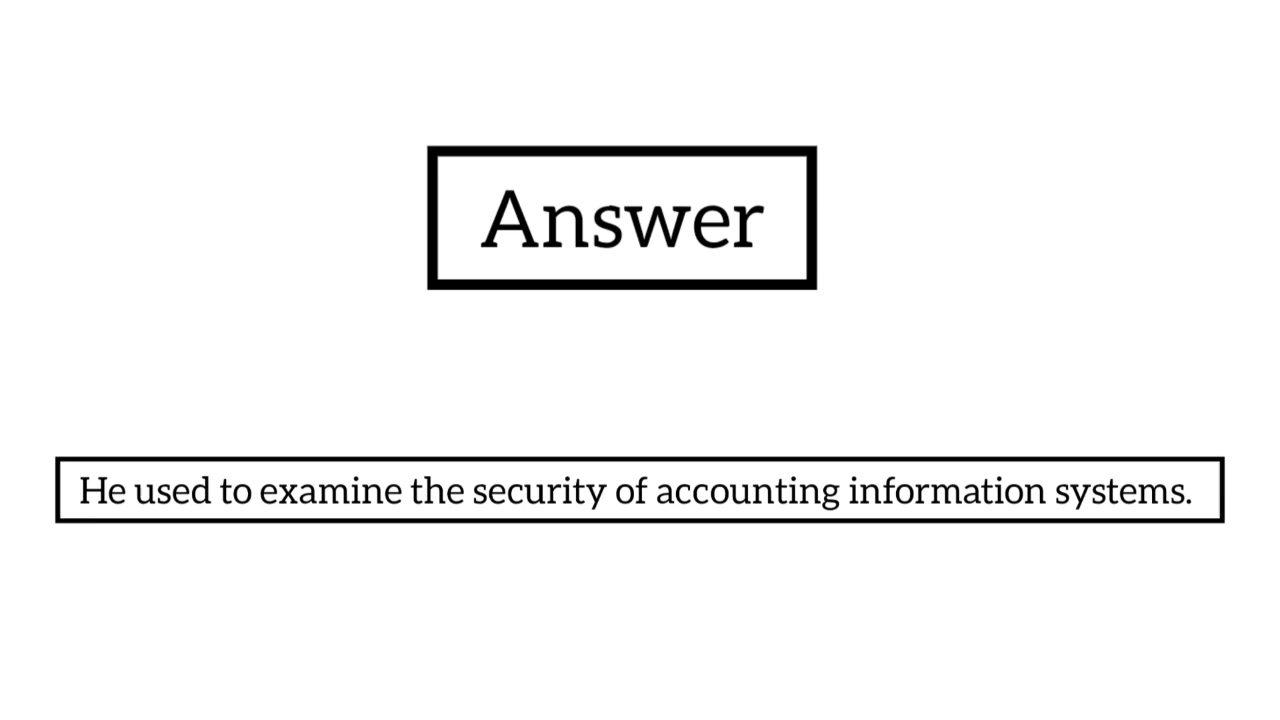 Answer
He used to examine the security of accounting information systems.